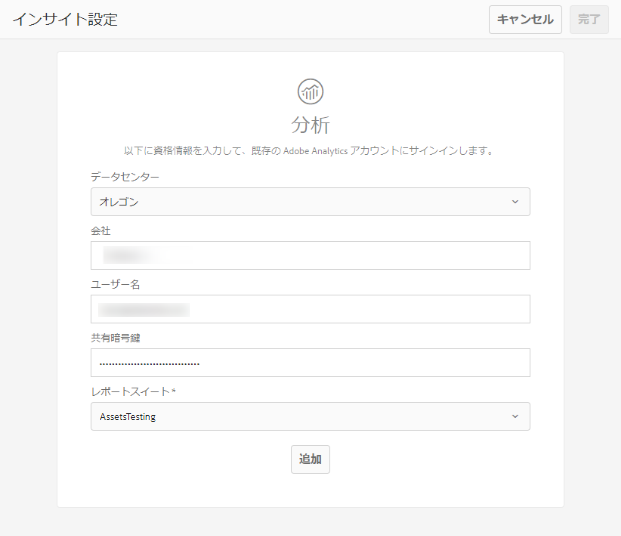 インサイト設定
キャンセル
完了
分析
以下に資格情報を入力して、既存の Adobe Analytics アカウントにサインインします。
データセンター
オレゴン
会社
ユーザー名
共有暗号鍵
••••••••••••••••••••••••••••••••
レポートスイート *
AssetsTesting
追加